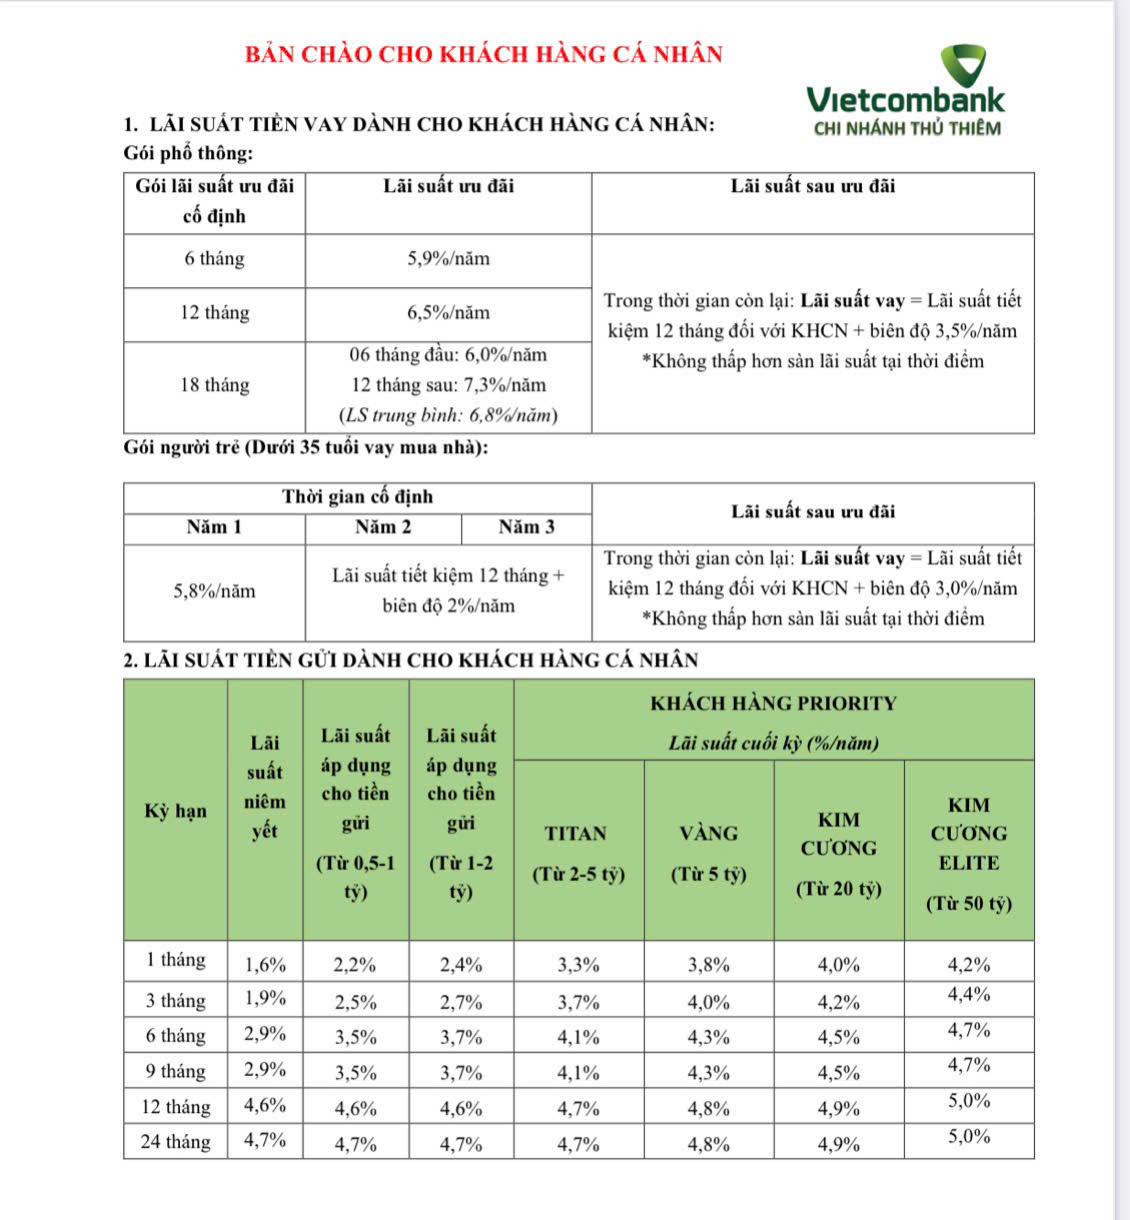 BẢN CHÀO CHO KHÁCH HÀNG CÁ NHÂN
Vietcombank
CHI NHÁNH THỦ THIÊM
1. LÃI SUẤT TIỀN VAY DÀNH CHO KHÁCH HÀNG CÁ NHÂN:
Gói phổ thông:
Gói lãi suất ưu đãi cố định | Lãi suất ưu đãi | Lãi suất sau ưu đãi
6 tháng | 5,9%/năm
12 tháng | 6,5%/năm
18 tháng | 06 tháng đầu: 6,0%/năm
12 tháng sau: 7,3%/năm
(LS trung bình: 6,8%/năm)
Trong thời gian còn lại: Lãi suất vay = Lãi suất tiết
kiệm 12 tháng đối với KHCN + biên độ 3,5%/năm
*Không thấp hơn sàn lãi suất tại thời điểm
Gói người trẻ (Dưới 35 tuổi vay mua nhà):
Thời gian cố định | Lãi suất sau ưu đãi
Năm 1 | Năm 2 | Năm 3
5,8%/năm
Lãi suất tiết kiệm 12 tháng +
biên độ 2%/năm
Trong thời gian còn lại: Lãi suất vay = Lãi suất tiết
kiệm 12 tháng đối với KHCN + biên độ 3,0%/năm
*Không thấp hơn sàn lãi suất tại thời điểm
2. LÃI SUẤT TIỀN GỬI DÀNH CHO KHÁCH HÀNG CÁ NHÂN
Kỳ hạn
Lãi
suất
niêm
yết
Lãi suất
áp dụng
cho tiền
gửi
(Từ 0,5-1
tỷ)
Lãi suất
áp dụng
cho tiền
gửi
(Từ 1-2
tỷ)
KHÁCH HÀNG PRIORITY
Lãi suất cuối kỳ (%/năm)
TITAN
(Từ 2-5 tỷ)
VÀNG
(Từ 5 tỷ)
KIM
CƯƠNG
(Từ 20 tỷ)
KIM
CƯƠNG
ELITE
(Từ 50 tỷ)
1 tháng | 1,6% | 2,2% | 2,4% | 3,3% | 3,8% | 4,0% | 4,2%
3 tháng | 1,9% | 2,5% | 2,7% | 3,7% | 4,0% | 4,2% | 4,4%
6 tháng | 2,9% | 3,5% | 3,7% | 4,1% | 4,3% | 4,5% | 4,7%
9 tháng | 2,9% | 3,5% | 3,7% | 4,1% | 4,3% | 4,5% | 4,7%
12 tháng | 4,6% | 4,6% | 4,6% | 4,7% | 4,8% | 4,9% | 5,0%
24 tháng | 4,7% | 4,7% | 4,7% | 4,7% | 4,8% | 4,9% | 5,0%